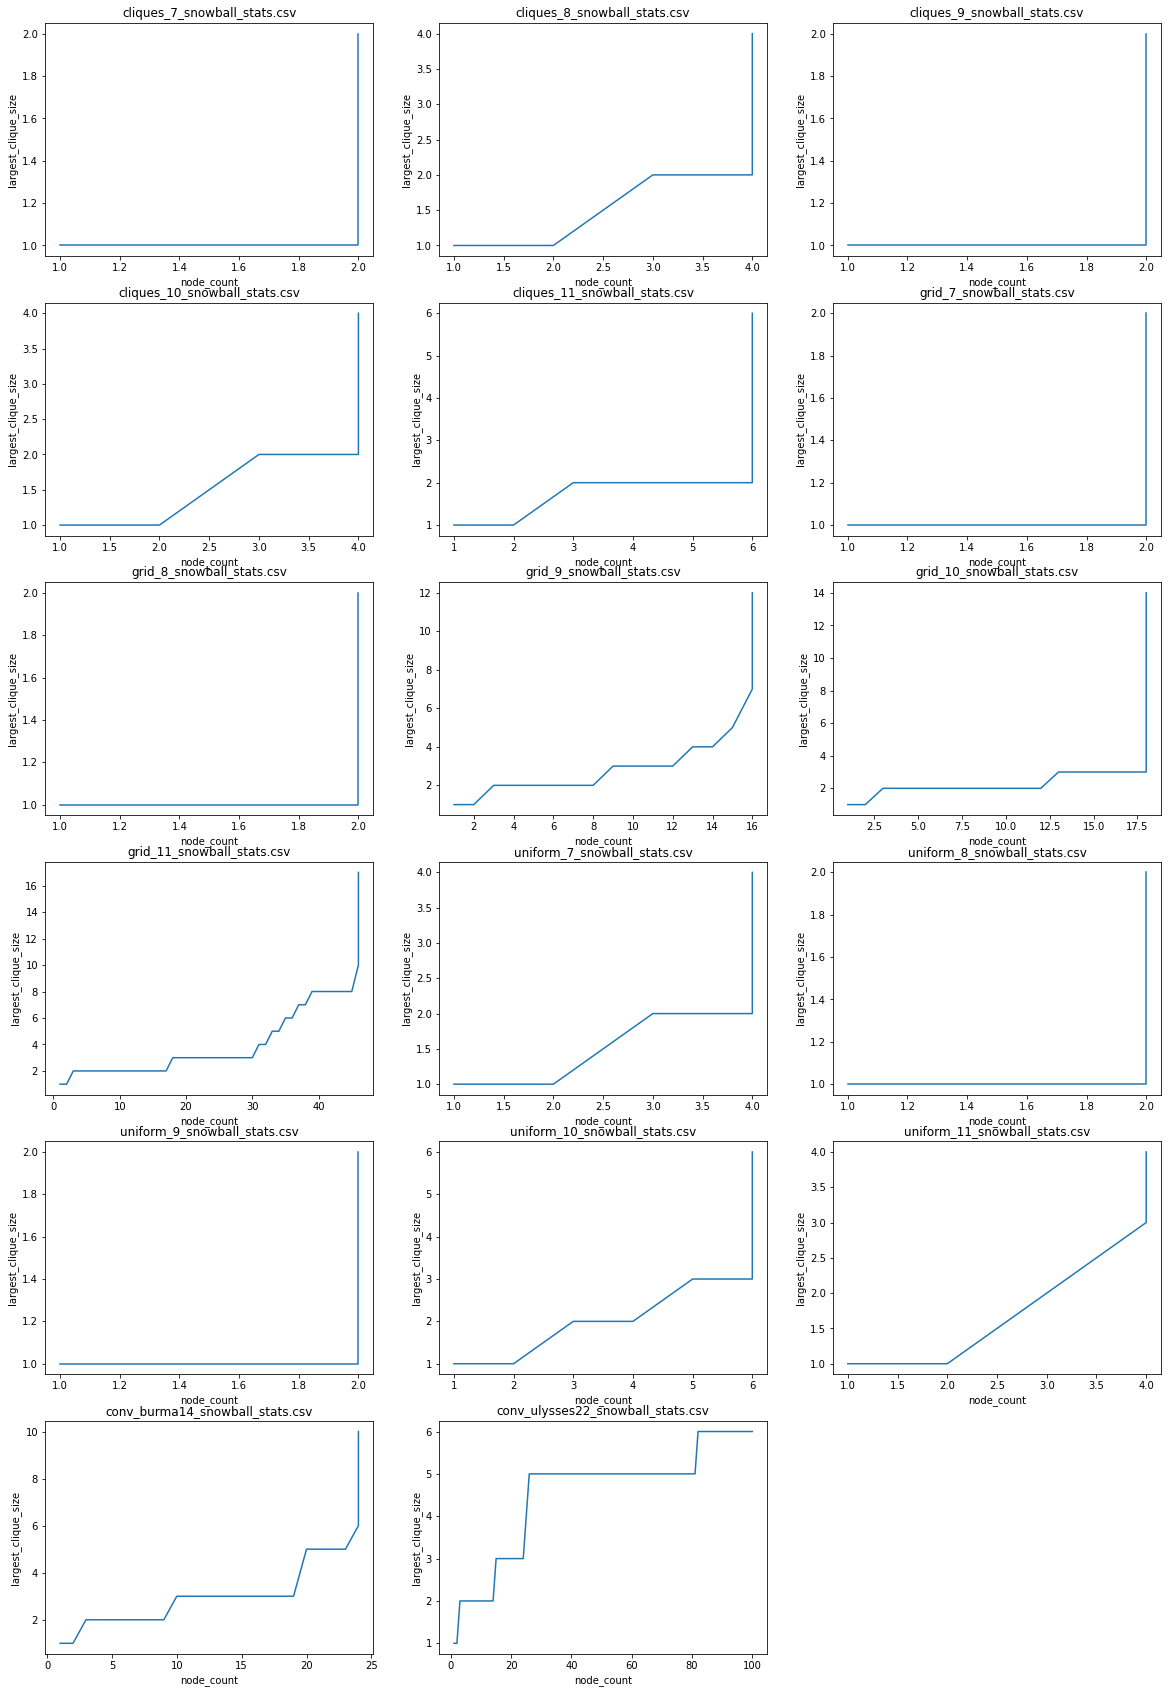 cliques_7_snowball_stats.csv
largest_clique_size
2.0
1.8
1.6
1.4
1.2
1.0
1.0 1.2 1.4 1.6 1.8 2.0
node_count
cliques_8_snowball_stats.csv
largest_clique_size
4.0
3.5
3.0
2.5
2.0
1.5
1.0
1.0 1.5 2.0 2.5 3.0 3.5 4.0
node_count
cliques_9_snowball_stats.csv
largest_clique_size
2.0
1.8
1.6
1.4
1.2
1.0
1.0 1.2 1.4 1.6 1.8 2.0
node_count
cliques_10_snowball_stats.csv
largest_clique_size
4.0
3.5
3.0
2.5
2.0
1.5
1.0
1.0 1.5 2.0 2.5 3.0 3.5 4.0
node_count
cliques_11_snowball_stats.csv
largest_clique_size
6
5
4
3
2
1
1 2 3 4 5 6
node_count
grid_7_snowball_stats.csv
largest_clique_size
2.0
1.8
1.6
1.4
1.2
1.0
1.0 1.2 1.4 1.6 1.8 2.0
node_count
grid_8_snowball_stats.csv
largest_clique_size
2.0
1.8
1.6
1.4
1.2
1.0
1.0 1.2 1.4 1.6 1.8 2.0
node_count
grid_9_snowball_stats.csv
largest_clique_size
12
10
8
6
4
2
2 4 6 8 10 12 14 16
node_count
grid_10_snowball_stats.csv
largest_clique_size
14
12
10
8
6
4
2
2.5 5.0 7.5 10.0 12.5 15.0 17.5
node_count
grid_11_snowball_stats.csv
largest_clique_size
16
14
12
10
8
6
4
2
0 10 20 30 40
node_count
uniform_7_snowball_stats.csv
largest_clique_size
4.0
3.5
3.0
2.5
2.0
1.5
1.0
1.0 1.5 2.0 2.5 3.0 3.5 4.0
node_count
uniform_8_snowball_stats.csv
largest_clique_size
2.0
1.8
1.6
1.4
1.2
1.0
1.0 1.2 1.4 1.6 1.8 2.0
node_count
uniform_9_snowball_stats.csv
largest_clique_size
2.0
1.8
1.6
1.4
1.2
1.0
1.0 1.2 1.4 1.6 1.8 2.0
node_count
uniform_10_snowball_stats.csv
largest_clique_size
6
5
4
3
2
1
1 2 3 4 5 6
node_count
uniform_11_snowball_stats.csv
largest_clique_size
4.0
3.5
3.0
2.5
2.0
1.5
1.0
1.0 1.5 2.0 2.5 3.0 3.5 4.0
node_count
conv_burma14_snowball_stats.csv
largest_clique_size
10
8
6
4
2
0 5 10 15 20 25
node_count
conv_ulysses22_snowball_stats.csv
largest_clique_size
6
5
4
3
2
1
0 20 40 60 80 100
node_count